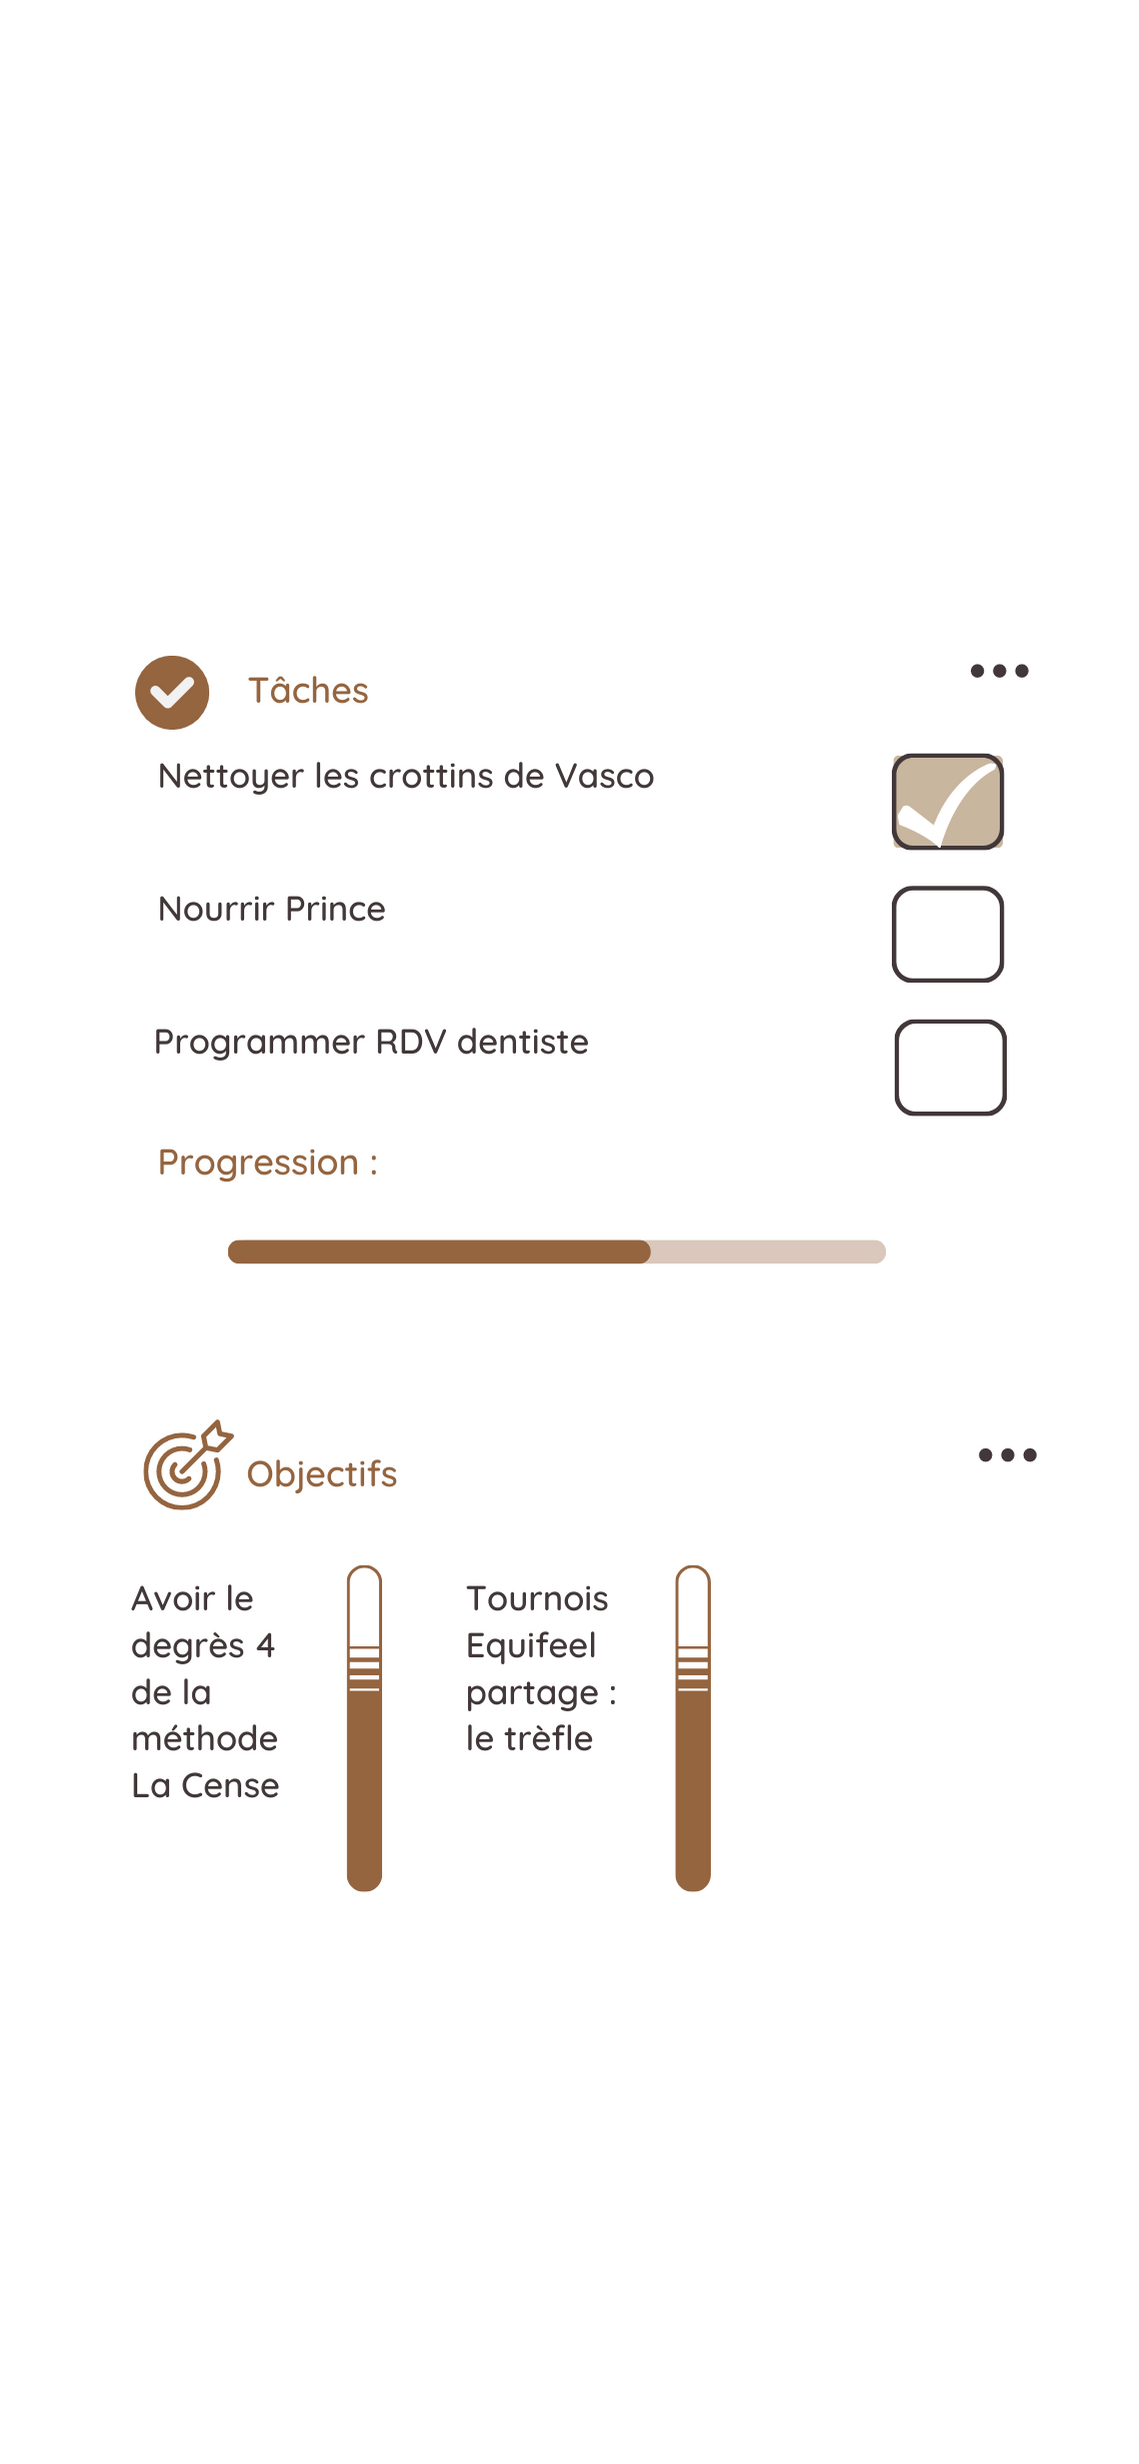 Tâches
Nettoyer les crottins de Vasco
Nourrir Prince
Programmer RDV dentiste
Progression :
Objectifs
Avoir le
degrès 4
de la
méthode
La Cense
Tournois
Equifeel
partage :
le trèfle